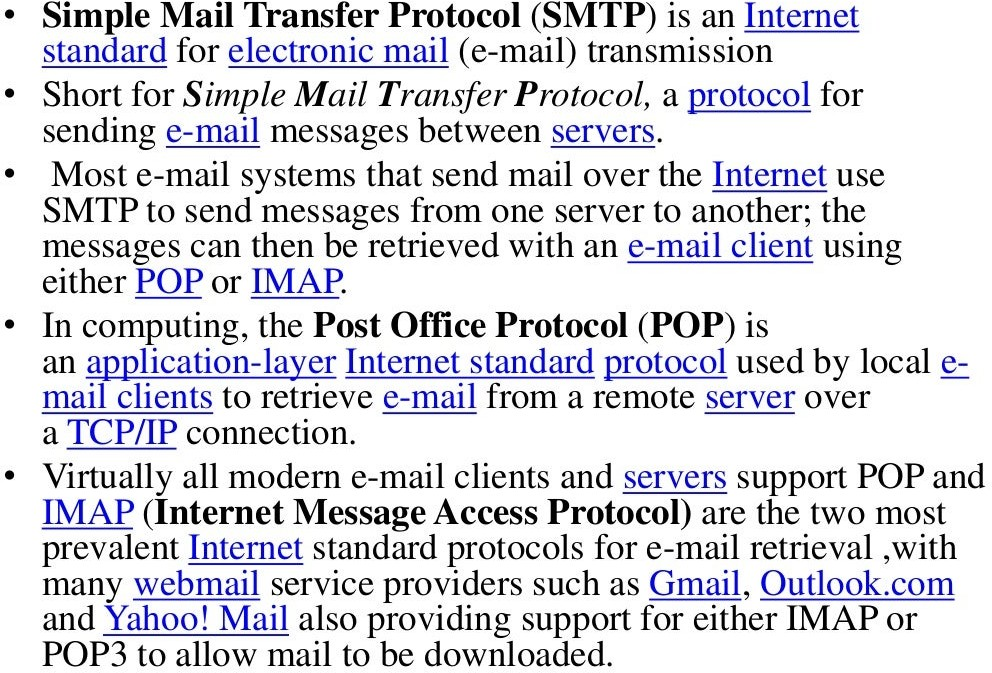 • Simple Mail Transfer Protocol (SMTP) is an Internet
standard for electronic mail (e-mail) transmission
• Short for Simple Mail Transfer Protocol, a protocol for
sending e-mail messages between servers.
• Most e-mail systems that send mail over the Internet use
SMTP to send messages from one server to another; the
messages can then be retrieved with an e-mail client using
either POP or IMAP.
• In computing, the Post Office Protocol (POP) is
an application-layer Internet standard protocol used by local e-
mail clients to retrieve e-mail from a remote server over
a TCP/IP connection.
• Virtually all modern e-mail clients and servers support POP and
IMAP (Internet Message Access Protocol) are the two most
prevalent Internet standard protocols for e-mail retrieval ,with
many webmail service providers such as Gmail, Outlook.com
and Yahoo! Mail also providing support for either IMAP or
POP3 to allow mail to be downloaded.